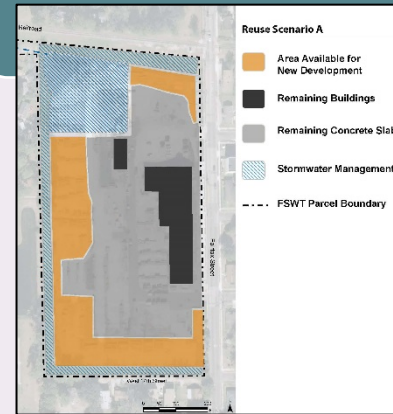 Railroad
Reuse Scenario A
Area Available for
New Development
Remaining Buildings
Remaining Concrete Slab
Stormwater Management
FSWT Parcel Boundary
Fairfax Street